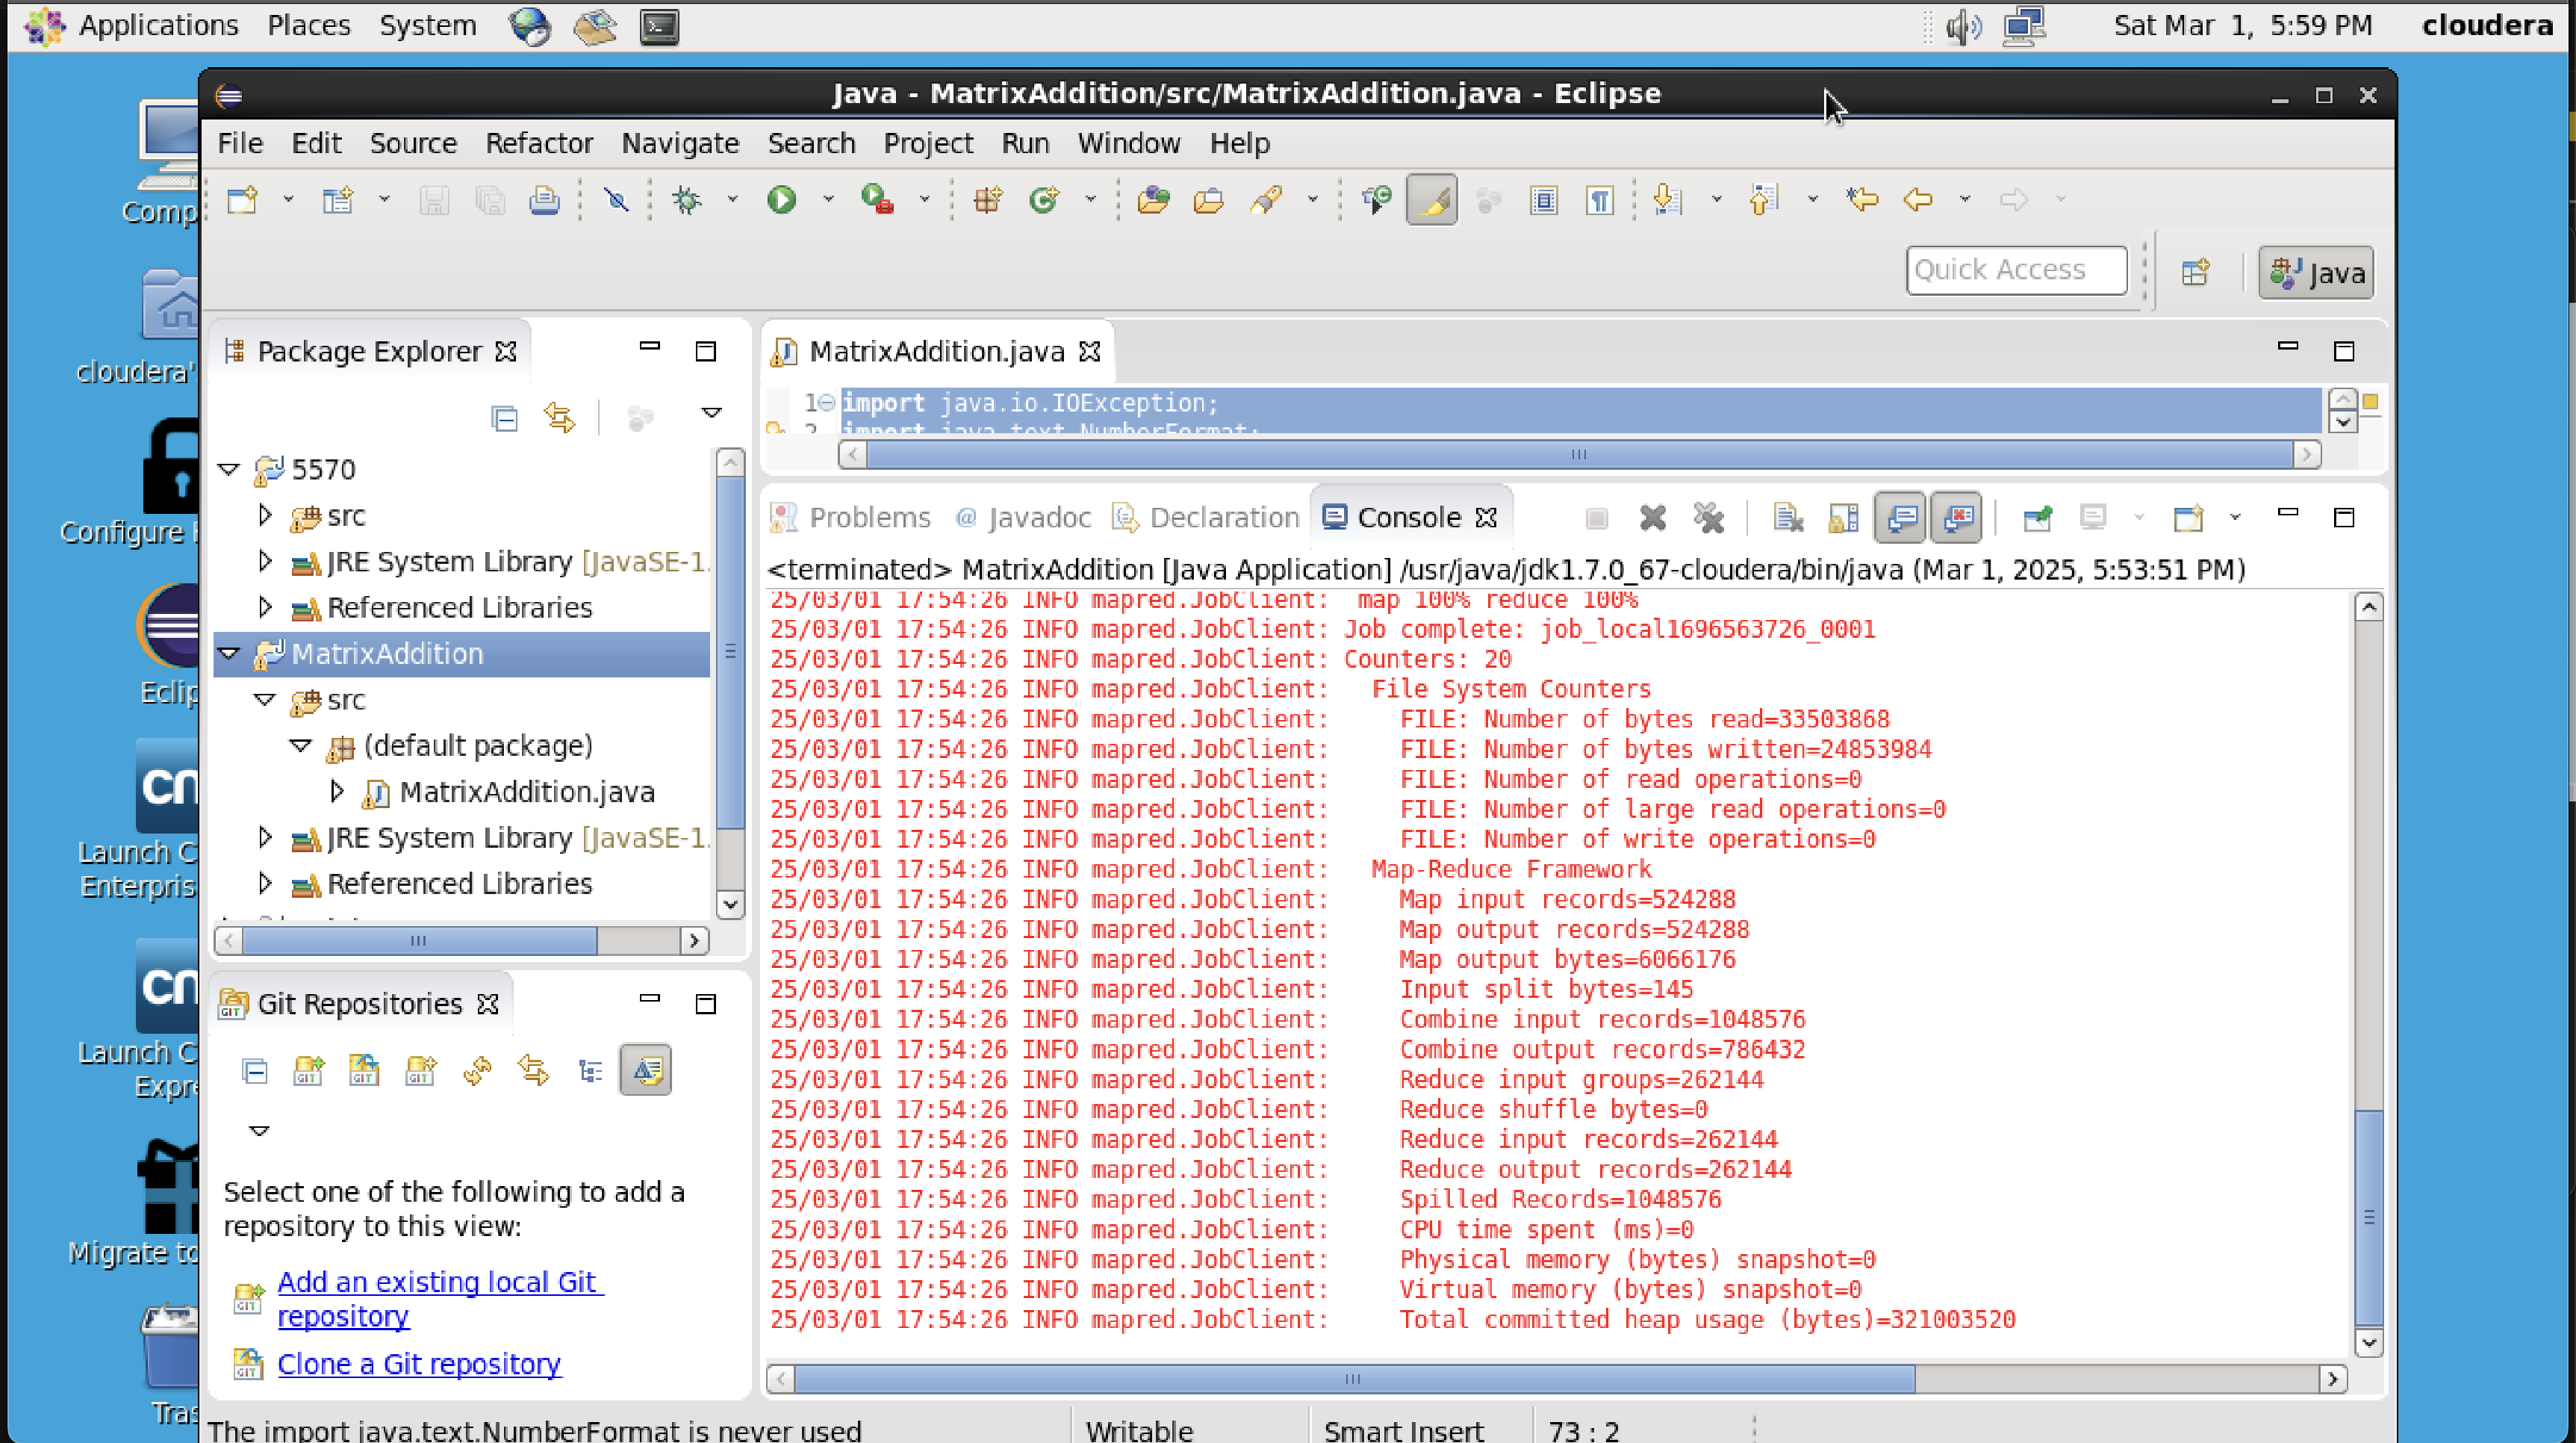 Applications Places System
Sat Mar 1, 5:59 PM cloudera
Java - MatrixAddition/src/MatrixAddition.java - Eclipse
File Edit Source Refactor Navigate Search Project Run Window Help
Quick Access
Java
Comp
cloudera'
Configure
Eclip
Launch C
Enterpris
Launch C
Expre
Migrate to
Tras
Package Explorer
5570
src
JRE System Library [JavaSE-1.
Referenced Libraries
MatrixAddition
src
(default package)
MatrixAddition.java
JRE System Library [JavaSE-1.
Referenced Libraries
Git Repositories
Select one of the following to add a
repository to this view:
Add an existing local Git
repository
Clone a Git repository
MatrixAddition.java
1 import java.io.IOException;
2 import java.text.NumberFormat;
Problems @ Javadoc Declaration Console
<terminated> MatrixAddition [Java Application] /usr/java/jdk1.7.0_67-cloudera/bin/java (Mar 1, 2025, 5:53:51 PM)
25/03/01 17:54:26 INFO mapred.JobClient:  map 100% reduce 100%
25/03/01 17:54:26 INFO mapred.JobClient: Job complete: job_local1696563726_0001
25/03/01 17:54:26 INFO mapred.JobClient: Counters: 20
25/03/01 17:54:26 INFO mapred.JobClient:   File System Counters
25/03/01 17:54:26 INFO mapred.JobClient:     FILE: Number of bytes read=33503868
25/03/01 17:54:26 INFO mapred.JobClient:     FILE: Number of bytes written=24853984
25/03/01 17:54:26 INFO mapred.JobClient:     FILE: Number of read operations=0
25/03/01 17:54:26 INFO mapred.JobClient:     FILE: Number of large read operations=0
25/03/01 17:54:26 INFO mapred.JobClient:     FILE: Number of write operations=0
25/03/01 17:54:26 INFO mapred.JobClient:   Map-Reduce Framework
25/03/01 17:54:26 INFO mapred.JobClient:     Map input records=524288
25/03/01 17:54:26 INFO mapred.JobClient:     Map output records=524288
25/03/01 17:54:26 INFO mapred.JobClient:     Map output bytes=6066176
25/03/01 17:54:26 INFO mapred.JobClient:     Input split bytes=145
25/03/01 17:54:26 INFO mapred.JobClient:     Combine input records=1048576
25/03/01 17:54:26 INFO mapred.JobClient:     Combine output records=786432
25/03/01 17:54:26 INFO mapred.JobClient:     Reduce input groups=262144
25/03/01 17:54:26 INFO mapred.JobClient:     Reduce shuffle bytes=0
25/03/01 17:54:26 INFO mapred.JobClient:     Reduce input records=262144
25/03/01 17:54:26 INFO mapred.JobClient:     Reduce output records=262144
25/03/01 17:54:26 INFO mapred.JobClient:     Spilled Records=1048576
25/03/01 17:54:26 INFO mapred.JobClient:     CPU time spent (ms)=0
25/03/01 17:54:26 INFO mapred.JobClient:     Physical memory (bytes) snapshot=0
25/03/01 17:54:26 INFO mapred.JobClient:     Virtual memory (bytes) snapshot=0
25/03/01 17:54:26 INFO mapred.JobClient:     Total committed heap usage (bytes)=321003520
The import java.text.NumberFormat is never used
Writable
Smart Insert
73 : 2